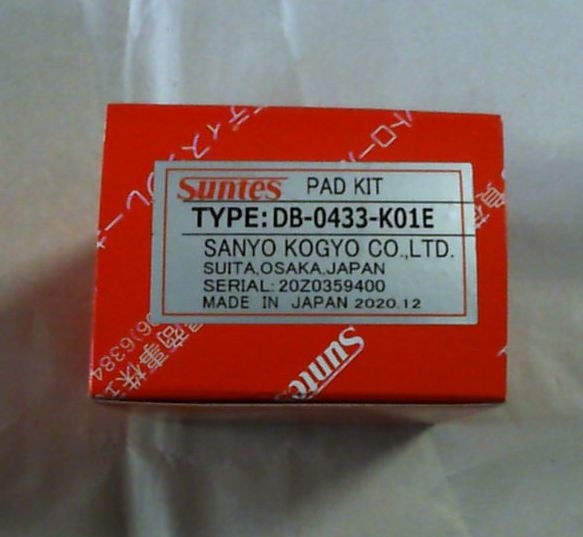 Suntes PAD KIT
TYPE:DB-0433-K01E
SANYO KOGYO CO.,LTD.
SUITA,OSAKA,JAPAN
SERIAL: 20Z0359400
MADE IN JAPAN 2020.12
Suntes